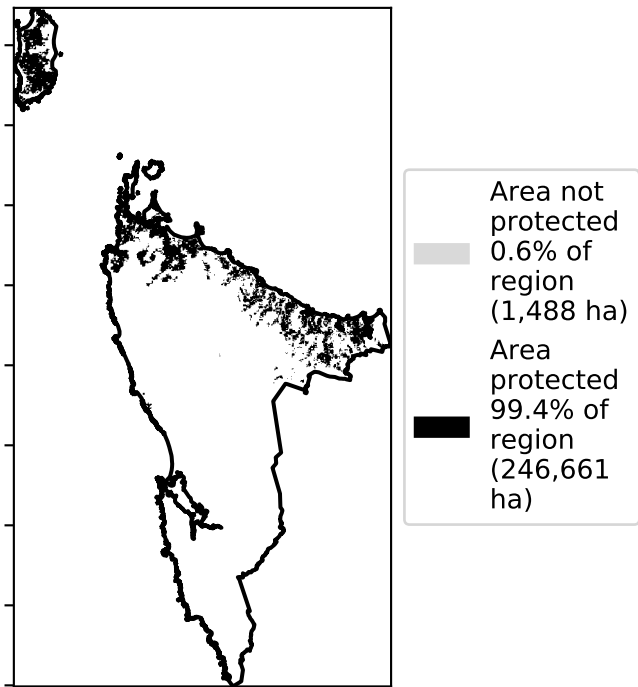 Area not
protected
0.6% of
region
(1,488 ha)
Area
protected
99.4% of
region
(246,661
ha)